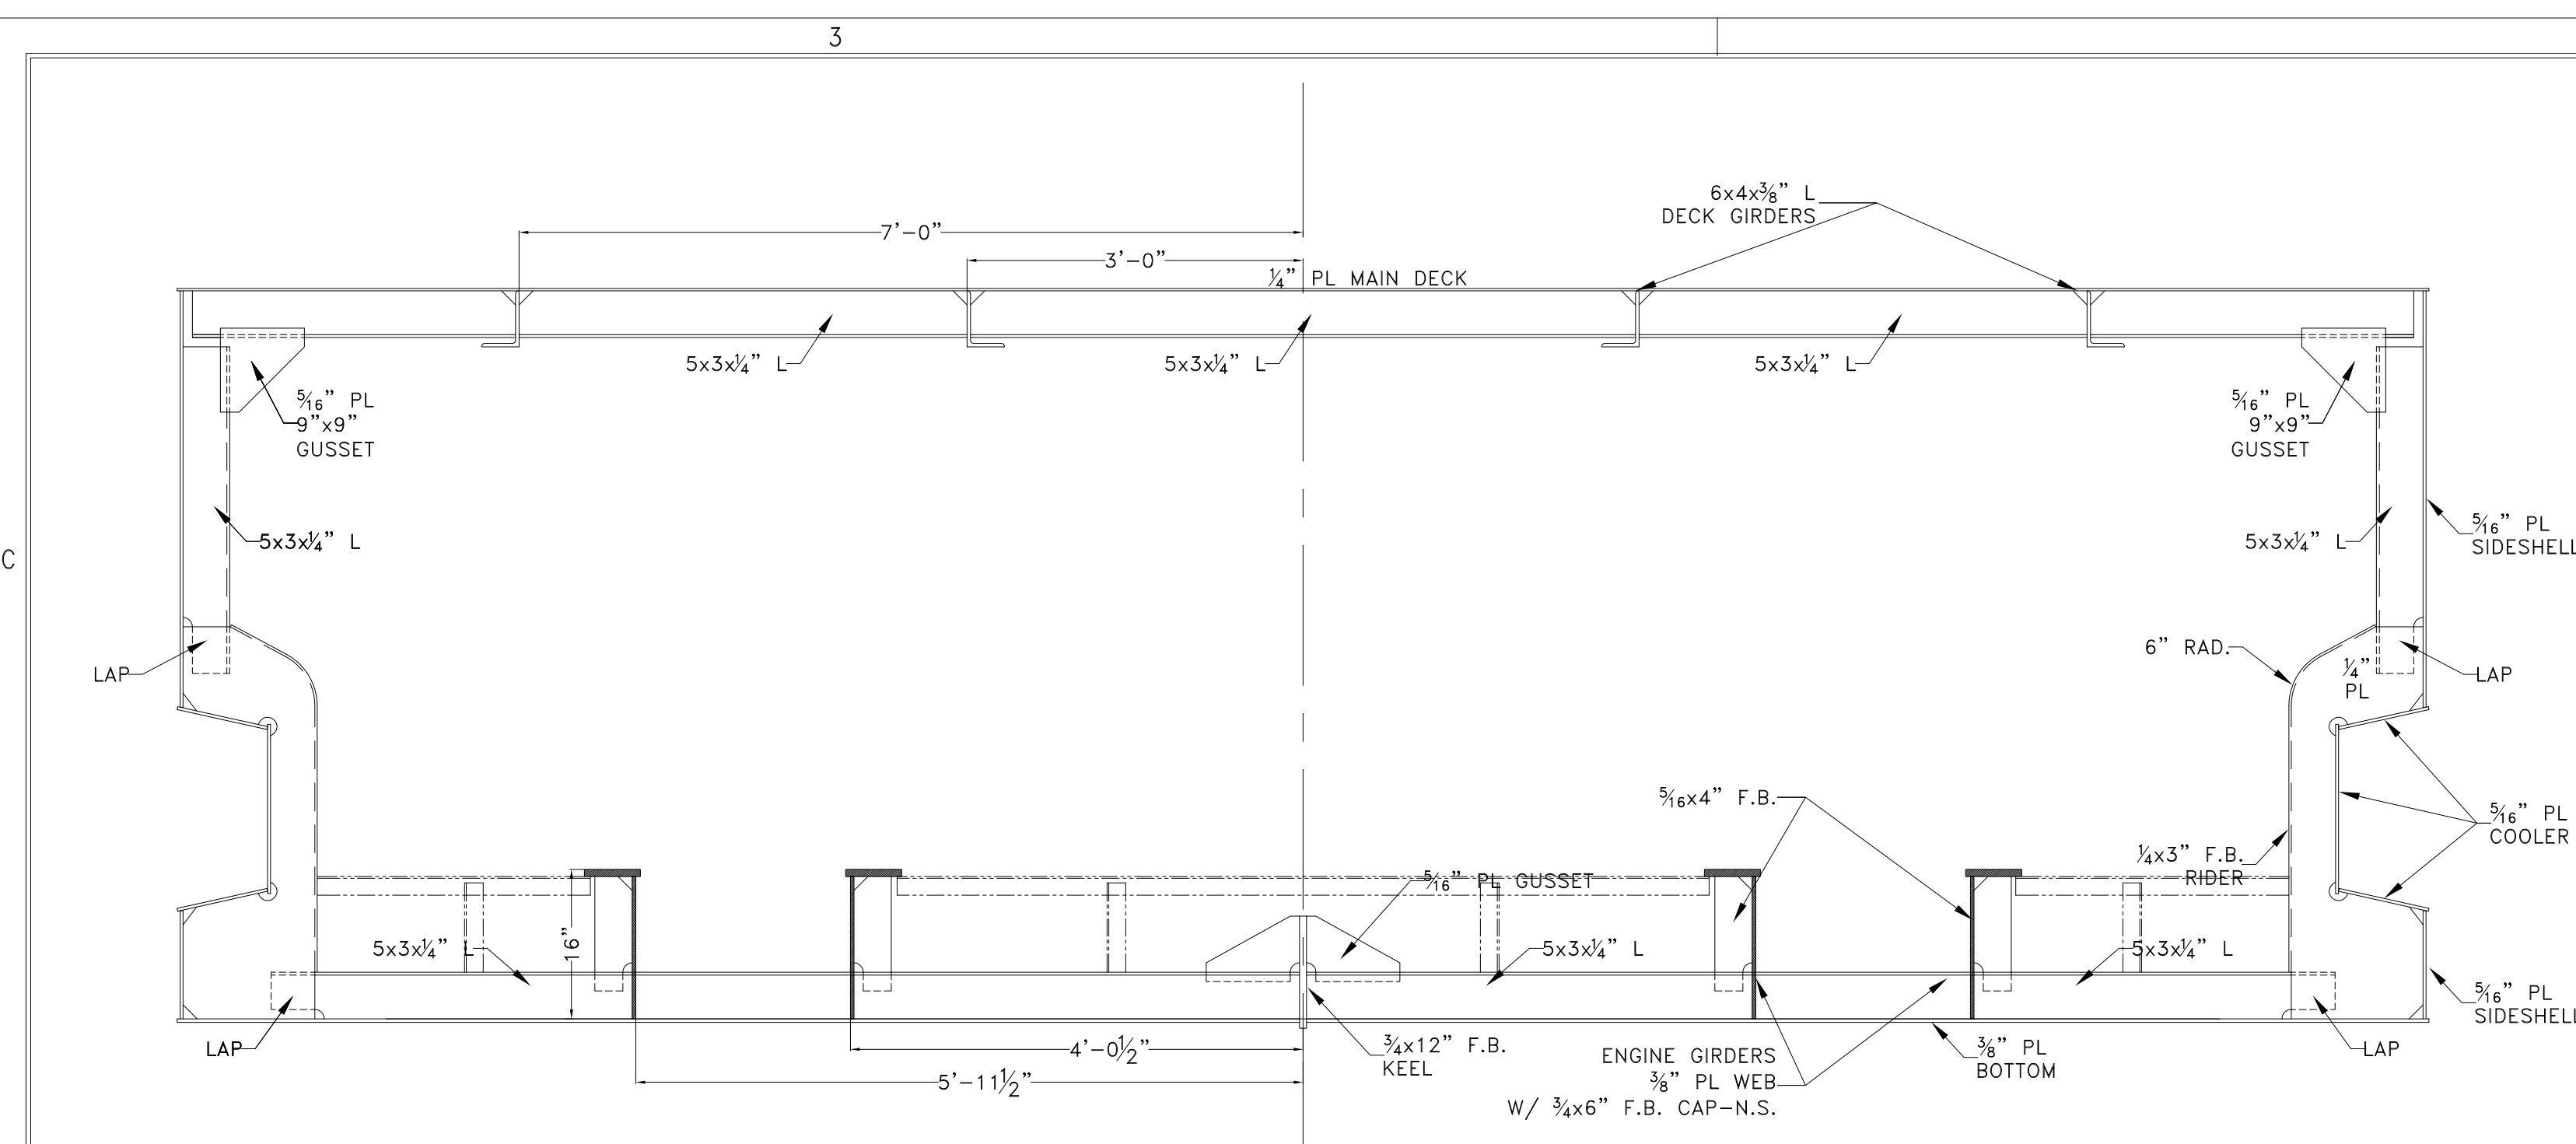 3
6x4x⅜” L
DECK GIRDERS
7’-0”
3’-0”
¼” PL MAIN DECK
5x3x¼” L
5x3x¼” L
5x3x¼” L
5⁄16” PL
9”x9”
GUSSET
5⁄16” PL
9”x9”
GUSSET
5x3x¼” L
5x3x¼” L
5⁄16” PL
SIDESHELL
C
LAP
6” RAD.
¼”
PL
LAP
5⁄16x4” F.B.
5⁄16” PL
COOLER
¼x3” F.B.
RIDER
5⁄16” PL GUSSET
16”
5x3x¼” L
5x3x¼” L
5x3x¼” L
5⁄16” PL
SIDESHELL
LAP
4’-0½”
¾x12” F.B.
KEEL
ENGINE GIRDERS
⅜” PL WEB
W/ ¾x6” F.B. CAP-N.S.
⅜” PL
BOTTOM
LAP
5’-11½”